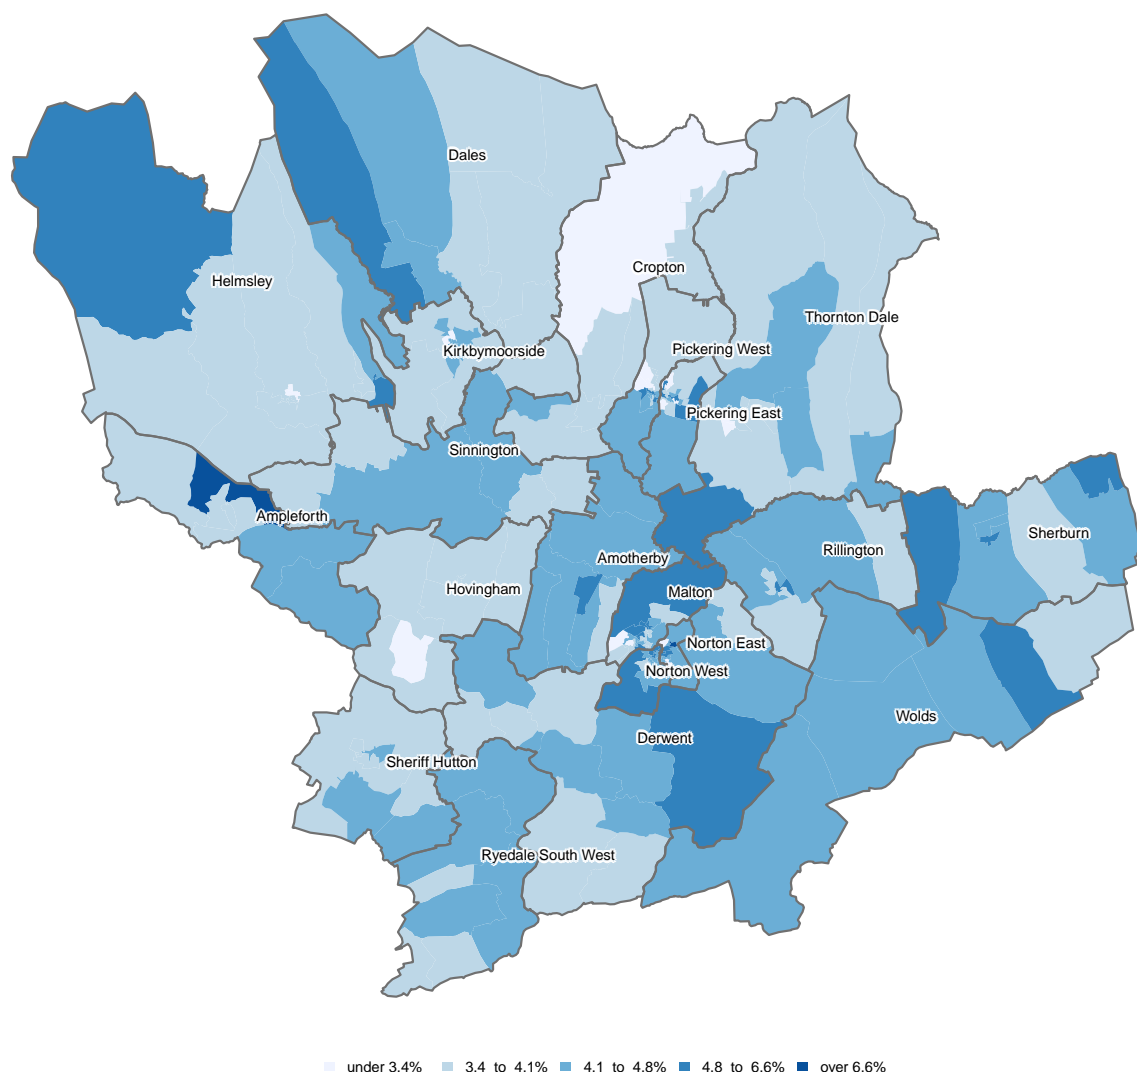 Dales
Cropton
Helmsley
Thornton Dale
Kirkbymoorside
Pickering West
Pickering East
Sinnington
Ampleforth
Sherburn
Rillington
Amotherby
Hovingham
Malton
Norton East
Norton West
Wolds
Derwent
Sheriff Hutton
Ryedale South West
under 3.4% 3.4 to 4.1% 4.1 to 4.8% 4.8 to 6.6% over 6.6%